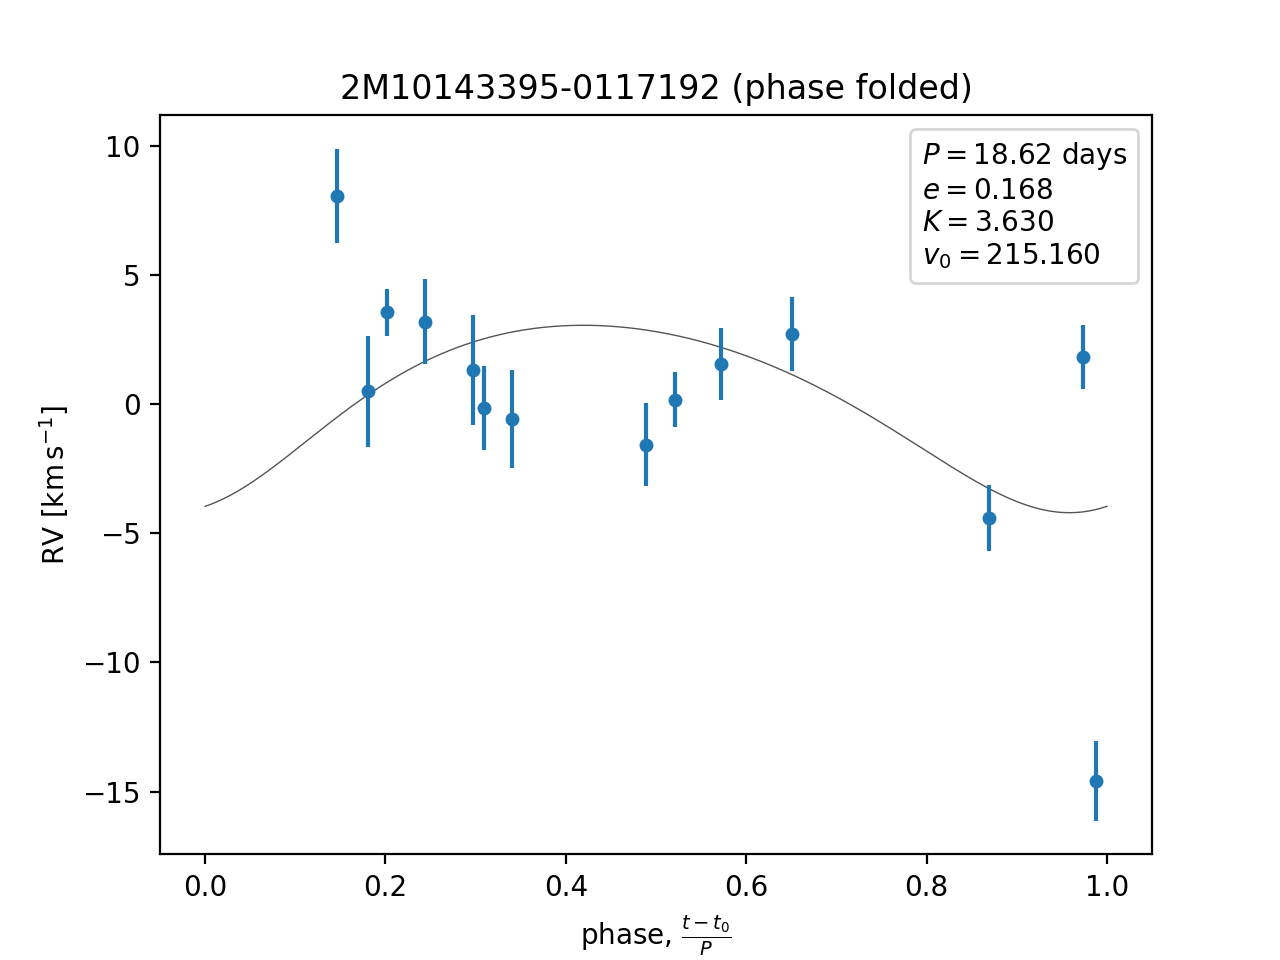 2M10143395-0117192 (phase folded)
P = 18.62 days
e = 0.168
K = 3.630
v₀ = 215.160
10
5
0
−5
−10
−15
RV [km s⁻¹]
0.0 0.2 0.4 0.6 0.8 1.0
phase, (t − t₀)/P